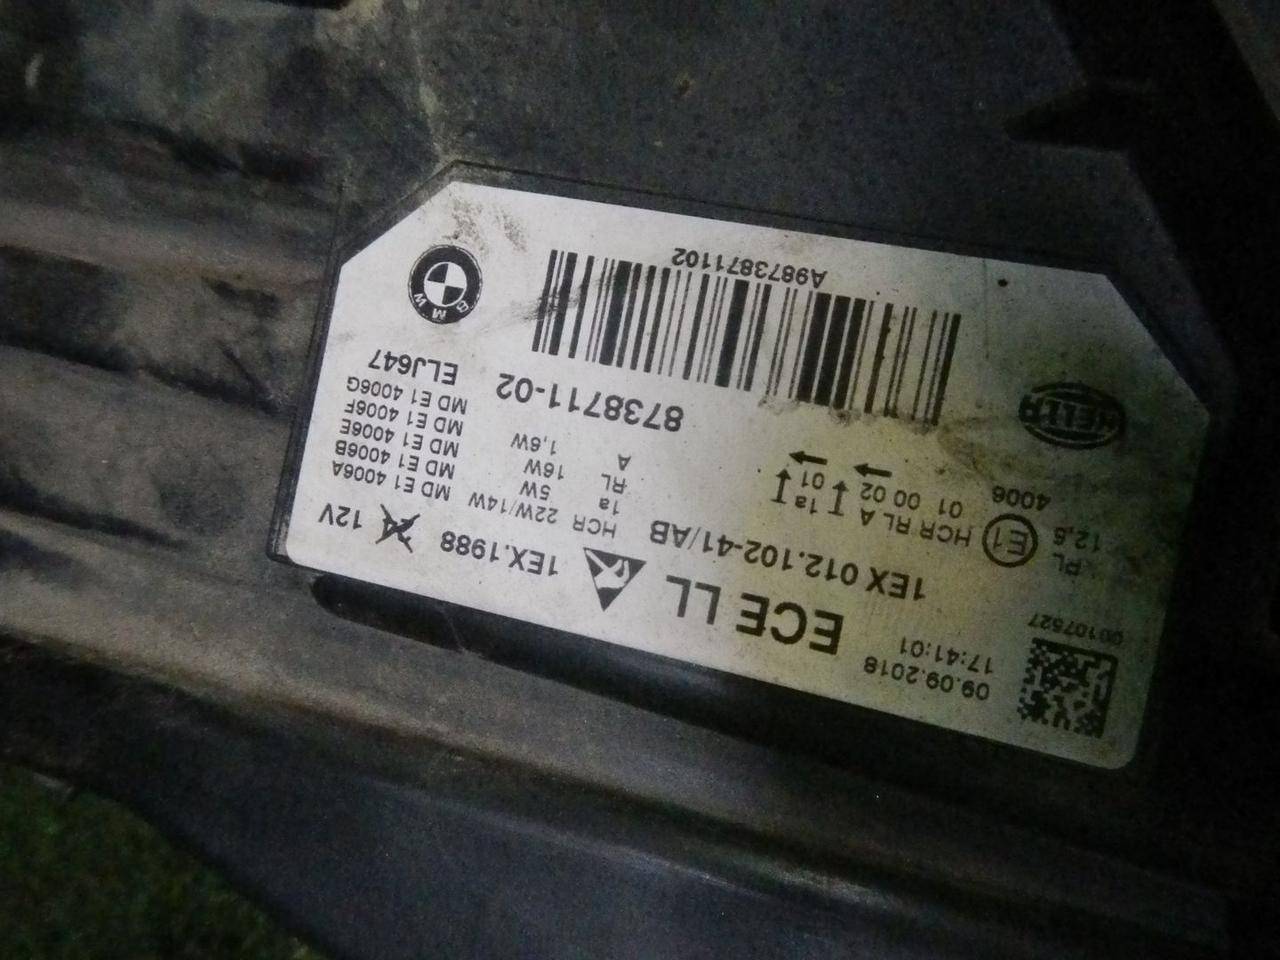 09.09.2018
17:41:01
00107527
ECE LL
1EX 012.102-41/AB
1EX.1988
24 12V
PL
12,5
E1
HCR RL A 1a
4006
01 00 02 01
HCR 22W/14W
1a 5W
RL 16W
A 1,6W
MD E1 4006A
MD E1 4006B
MD E1 4006E
MD E1 4006F
MD E1 4006G
HELLA
8738711-02
ELJ647
A9873871102
BMW